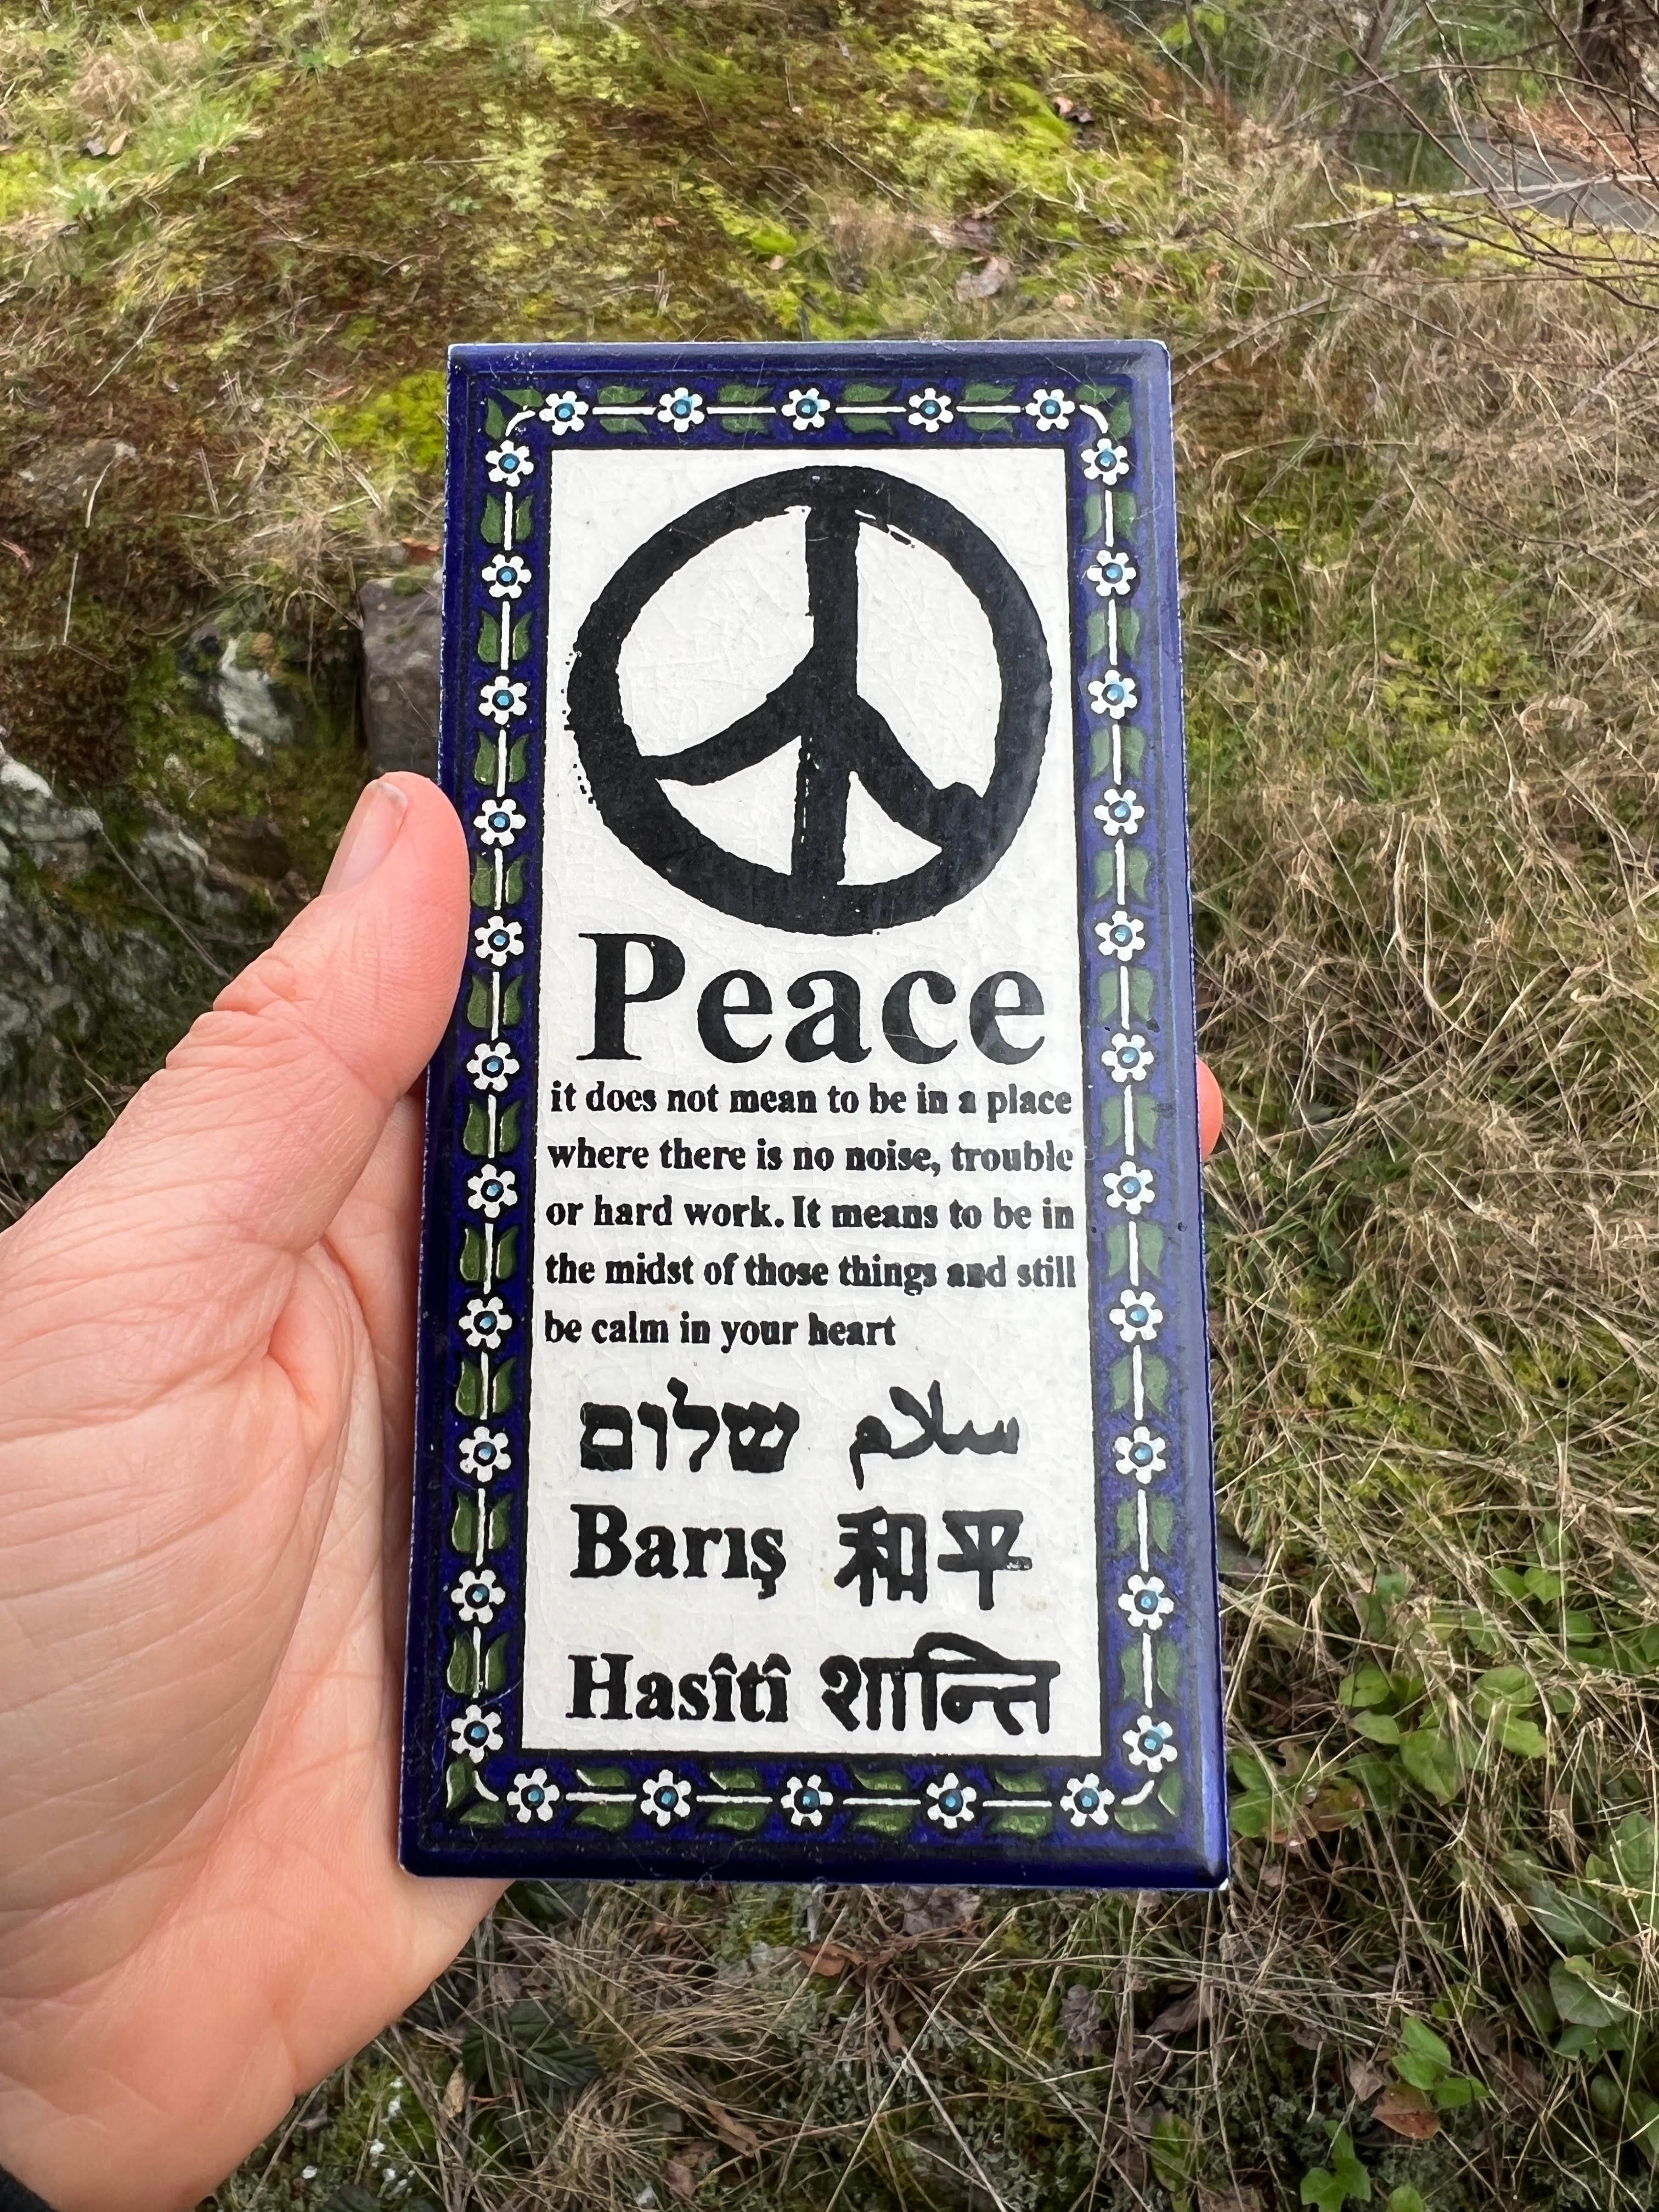 Peace
it does not mean to be in a place
where there is no noise, trouble
or hard work. It means to be in
the midst of those things and still
be calm in your heart
שלום سلام
Barış 和平
Hasîtî शान्ति